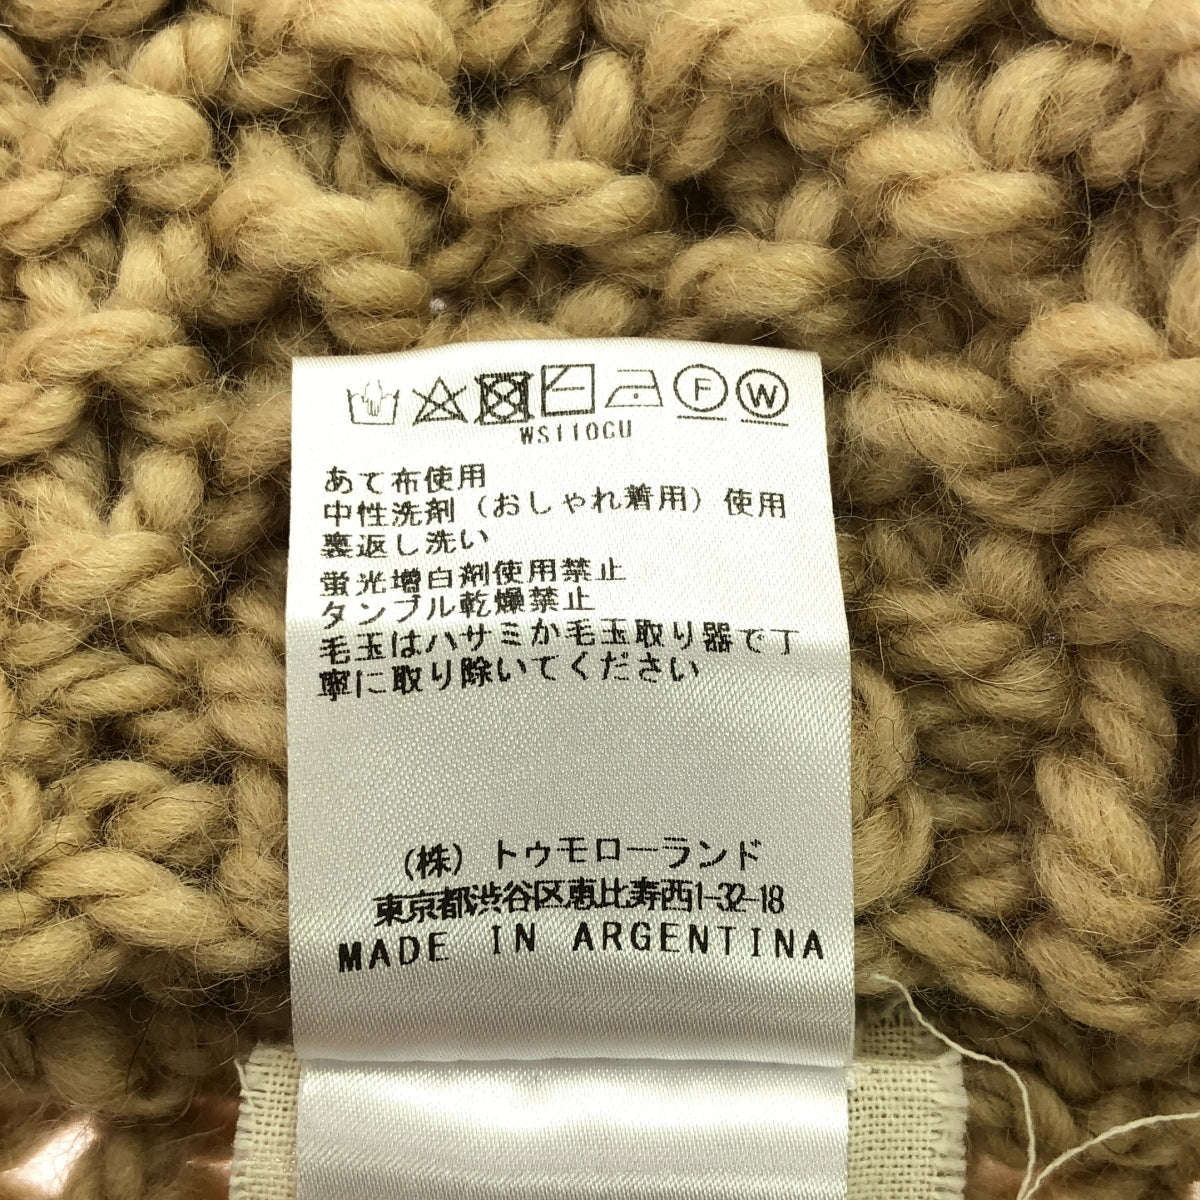 F W
WS110CU
あて布使用
中性洗剤（おしゃれ着用）使用
裏返し洗い
蛍光増白剤使用禁止
タンブル乾燥禁止
毛玉はハサミか毛玉取り器で丁
寧に取り除いてください
（株）トゥモローランド
東京都渋谷区恵比寿西1-32-18
MADE IN ARGENTINA